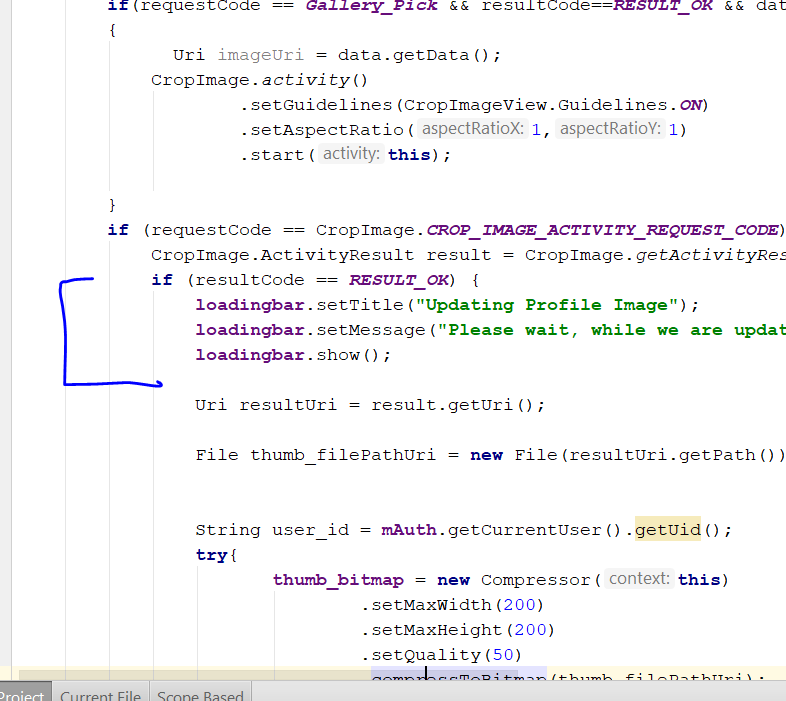 if(requestCode == Gallery_Pick && resultCode==RESULT_OK && dat
{
Uri imageUri = data.getData();
CropImage.activity()
.setGuidelines(CropImageView.Guidelines.ON)
.setAspectRatio( aspectRatioX: 1, aspectRatioY: 1)
.start( activity: this);
}
if (requestCode == CropImage.CROP_IMAGE_ACTIVITY_REQUEST_CODE)
CropImage.ActivityResult result = CropImage.getActivityRes
if (resultCode == RESULT_OK) {
loadingbar.setTitle("Updating Profile Image");
loadingbar.setMessage("Please wait, while we are updat
loadingbar.show();
Uri resultUri = result.getUri();
File thumb_filePathUri = new File(resultUri.getPath())
String user_id = mAuth.getCurrentUser().getUid();
try{
thumb_bitmap = new Compressor( context: this)
.setMaxWidth(200)
.setMaxHeight(200)
.setQuality(50)
.compressToBitmap(thumb_filePathUri);
Project Current File Scope Based